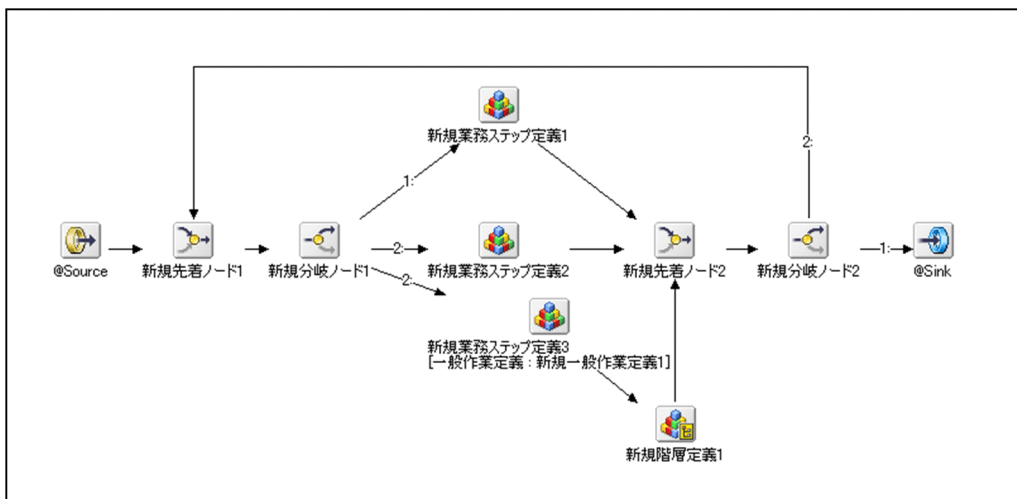 新規業務ステップ定義1
2:
1:
@Source
新規先着ノード1
新規分岐ノード1
2:
新規業務ステップ定義2
新規先着ノード2
新規分岐ノード2
1:
@Sink
2:
新規業務ステップ定義3
[一般作業定義:新規一般作業定義1]
新規階層定義1